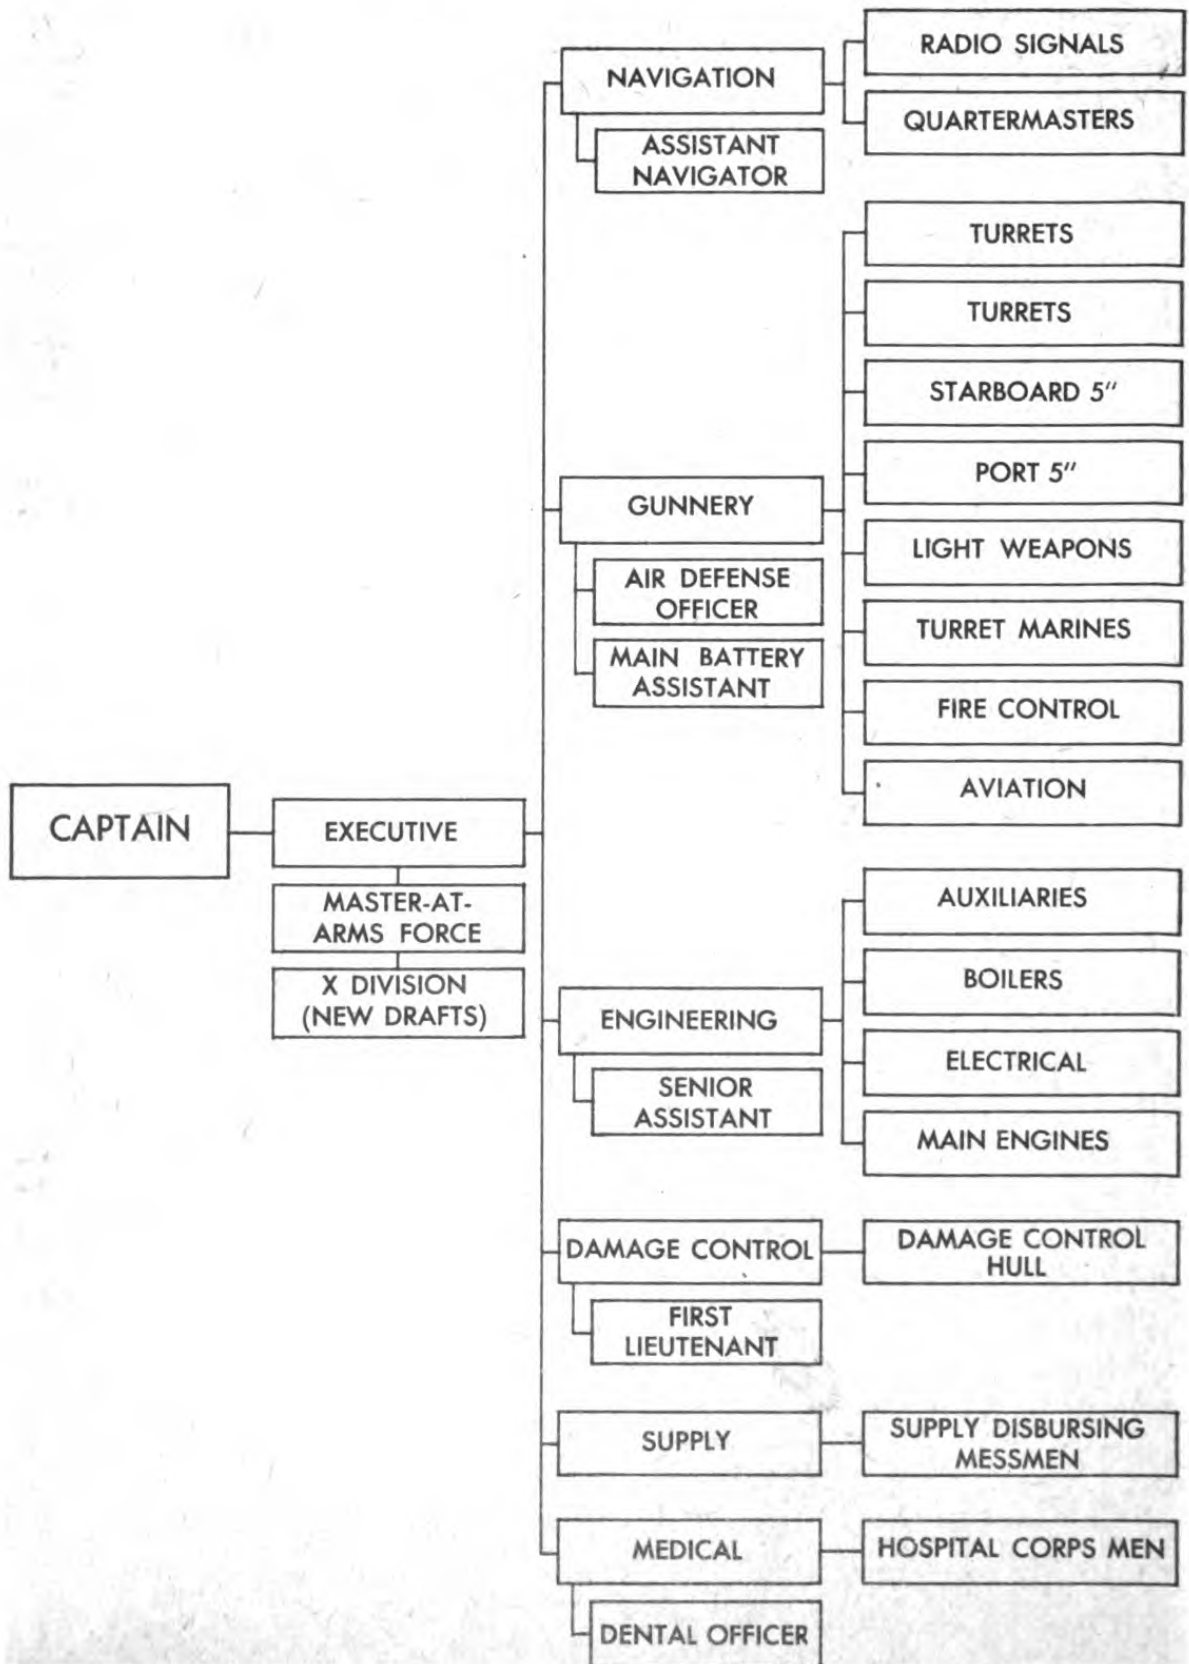 CAPTAIN
EXECUTIVE
MASTER-AT-
ARMS FORCE
X DIVISION
(NEW DRAFTS)
NAVIGATION
ASSISTANT
NAVIGATOR
RADIO SIGNALS
QUARTERMASTERS
GUNNERY
AIR DEFENSE
OFFICER
MAIN BATTERY
ASSISTANT
TURRETS
TURRETS
STARBOARD 5″
PORT 5″
LIGHT WEAPONS
TURRET MARINES
FIRE CONTROL
AVIATION
ENGINEERING
SENIOR
ASSISTANT
AUXILIARIES
BOILERS
ELECTRICAL
MAIN ENGINES
DAMAGE CONTROL
FIRST
LIEUTENANT
DAMAGE CONTROL
HULL
SUPPLY
SUPPLY DISBURSING
MESSMEN
MEDICAL
DENTAL OFFICER
HOSPITAL CORPS MEN